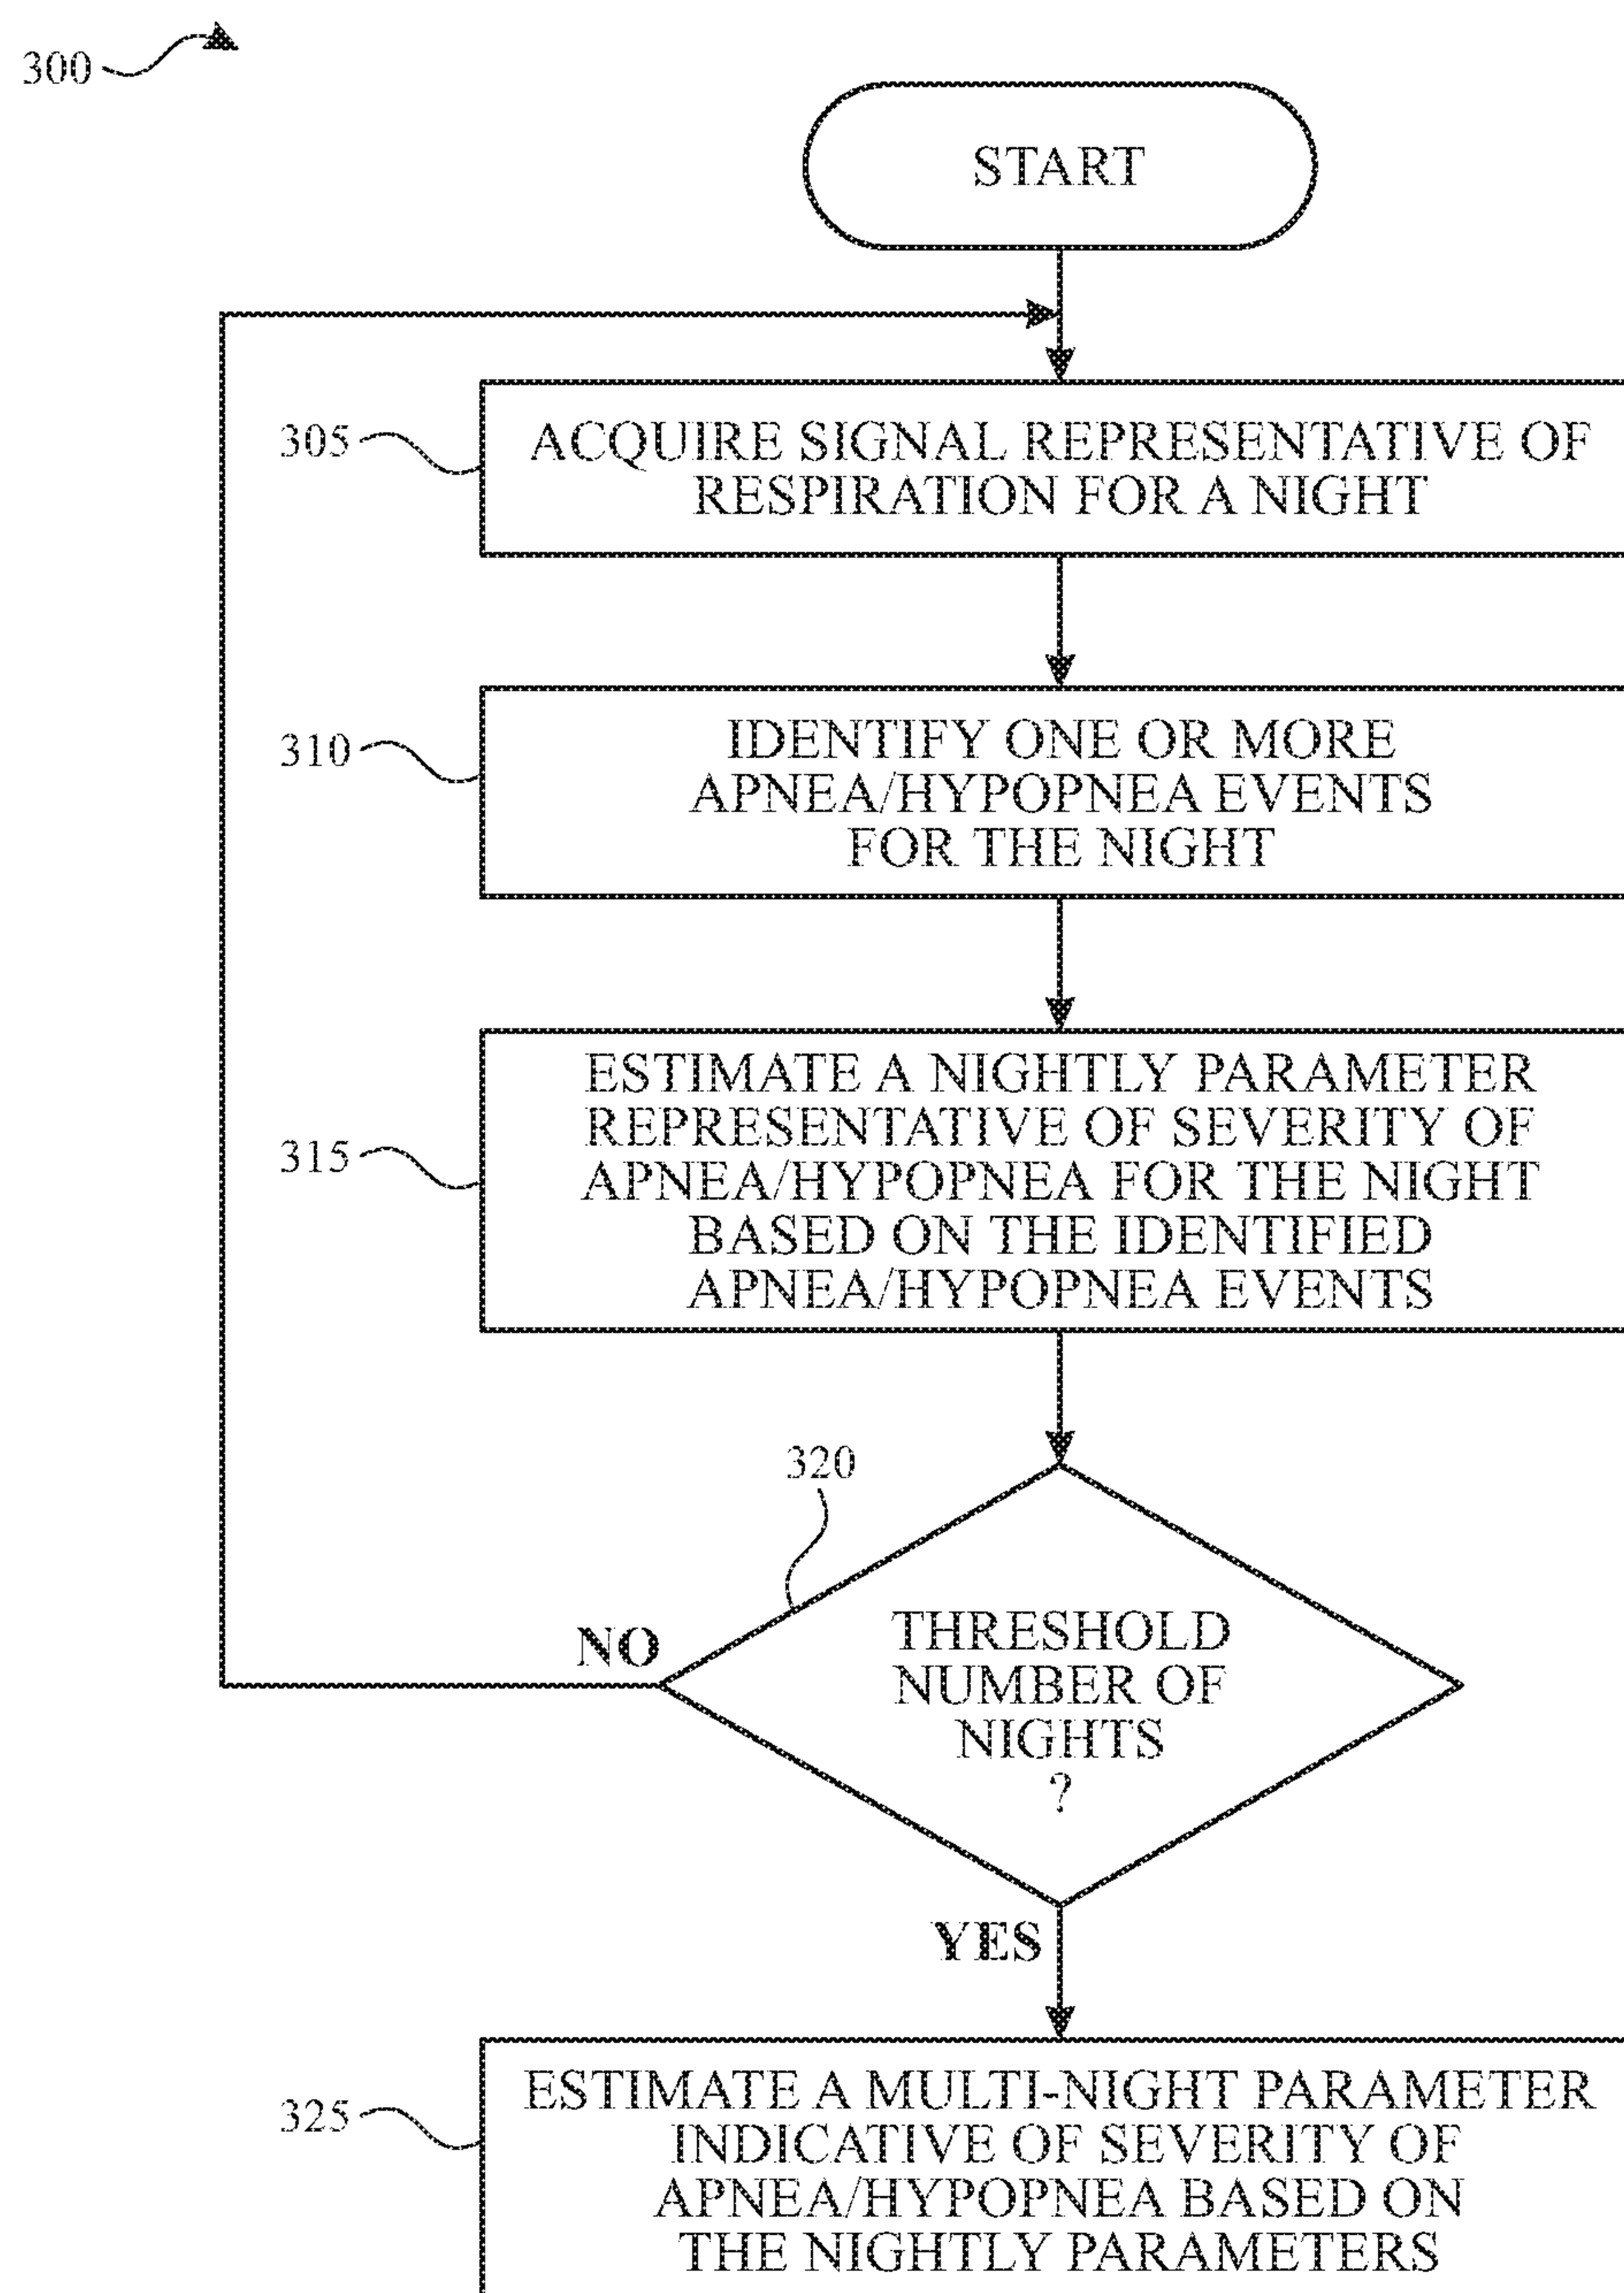 300
START
305
ACQUIRE SIGNAL REPRESENTATIVE OF
RESPIRATION FOR A NIGHT
310
IDENTIFY ONE OR MORE
APNEA/HYPOPNEA EVENTS
FOR THE NIGHT
315
ESTIMATE A NIGHTLY PARAMETER
REPRESENTATIVE OF SEVERITY OF
APNEA/HYPOPNEA FOR THE NIGHT
BASED ON THE IDENTIFIED
APNEA/HYPOPNEA EVENTS
320
THRESHOLD
NUMBER OF
NIGHTS
?
NO
YES
325
ESTIMATE A MULTI-NIGHT PARAMETER
INDICATIVE OF SEVERITY OF
APNEA/HYPOPNEA BASED ON
THE NIGHTLY PARAMETERS